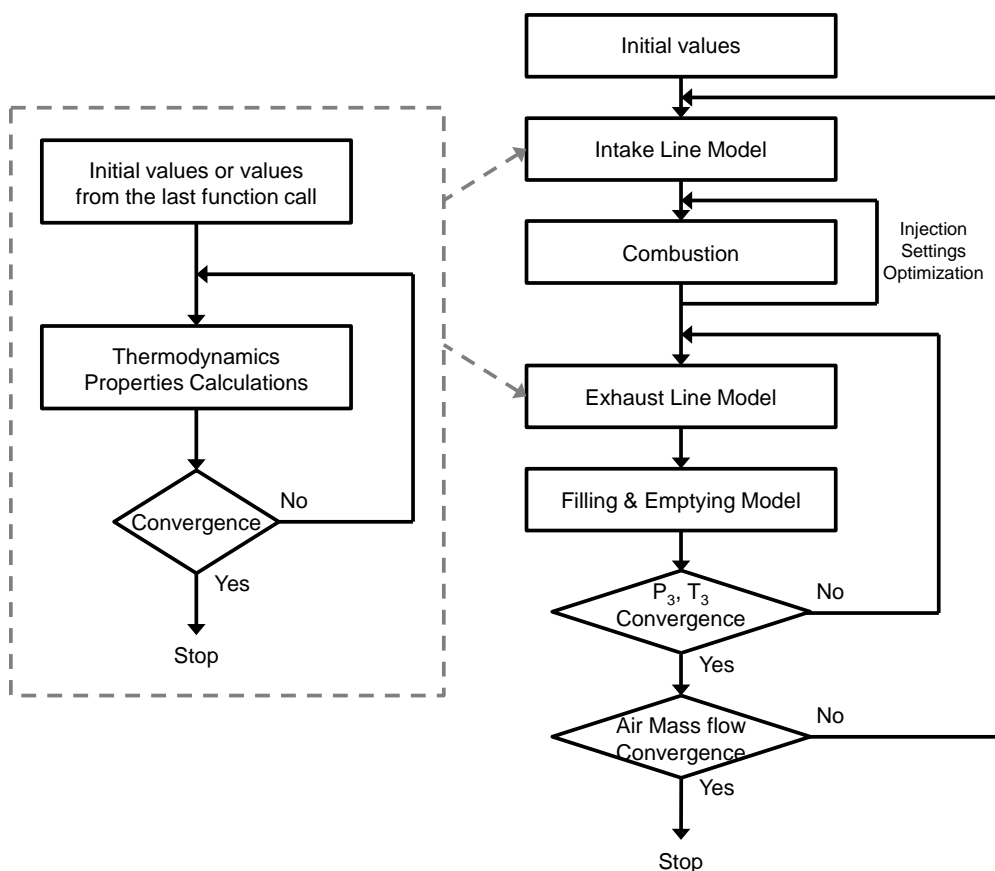 Initial values or values
from the last function call
Thermodynamics
Properties Calculations
Convergence
No
Yes
Stop
Initial values
Intake Line Model
Combustion
Injection
Settings
Optimization
Exhaust Line Model
Filling & Emptying Model
P3, T3
Convergence
No
Yes
Air Mass flow
Convergence
No
Yes
Stop